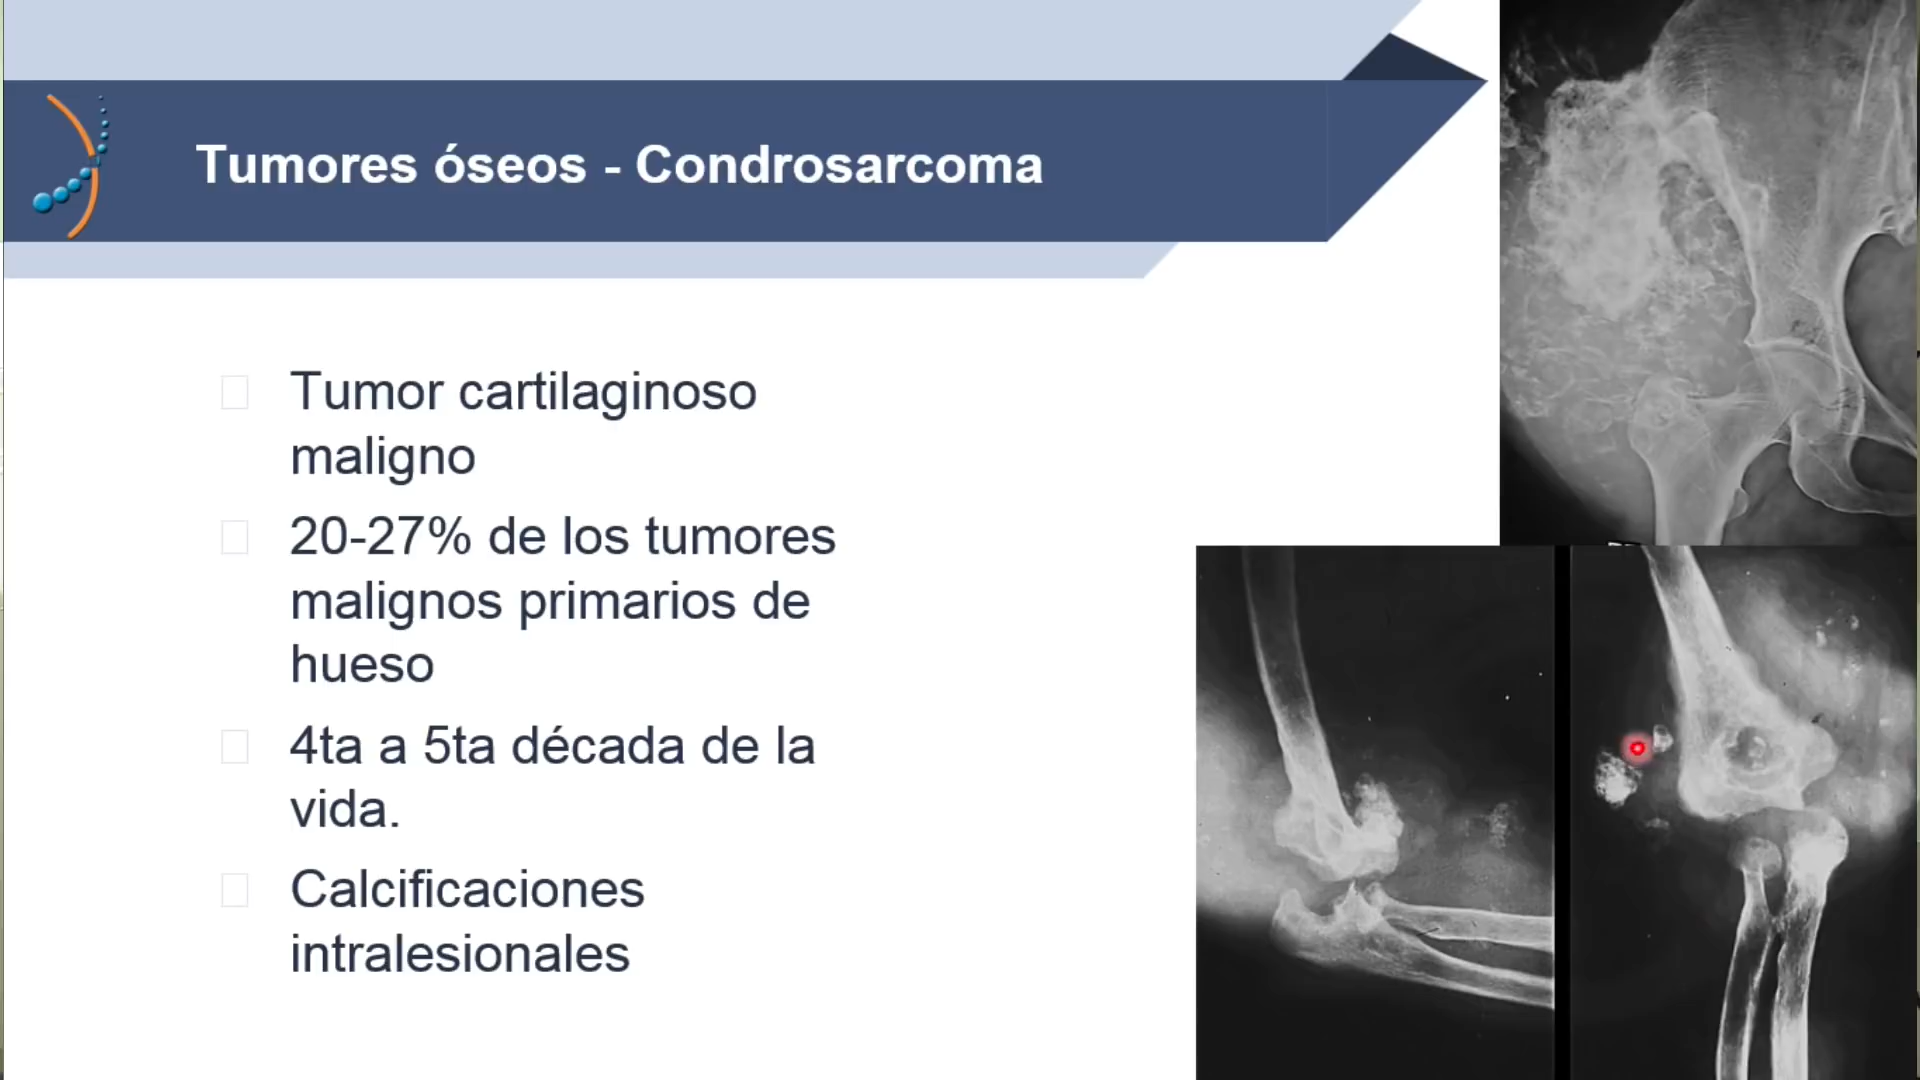 Tumores óseos - Condrosarcoma
Tumor cartilaginoso
maligno
20-27% de los tumores
malignos primarios de
hueso
4ta a 5ta década de la
vida.
Calcificaciones
intralesionales